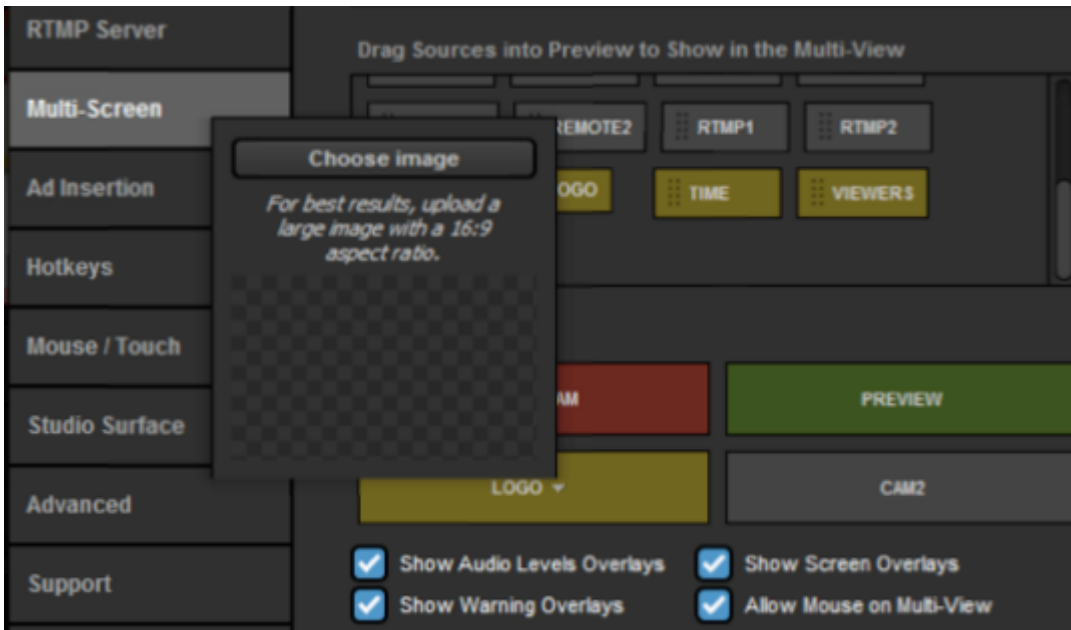 RTMP Server
Multi-Screen
Ad Insertion
Hotkeys
Mouse / Touch
Studio Surface
Advanced
Support
Drag Sources into Preview to Show in the Multi-View
REMOTE2
RTMP1
RTMP2
TIME
VIEWERS
Choose image
For best results, upload a
large image with a 16:9
aspect ratio.
PREVIEW
LOGO
CAM2
Show Audio Levels Overlays
Show Screen Overlays
Show Warning Overlays
Allow Mouse on Multi-View